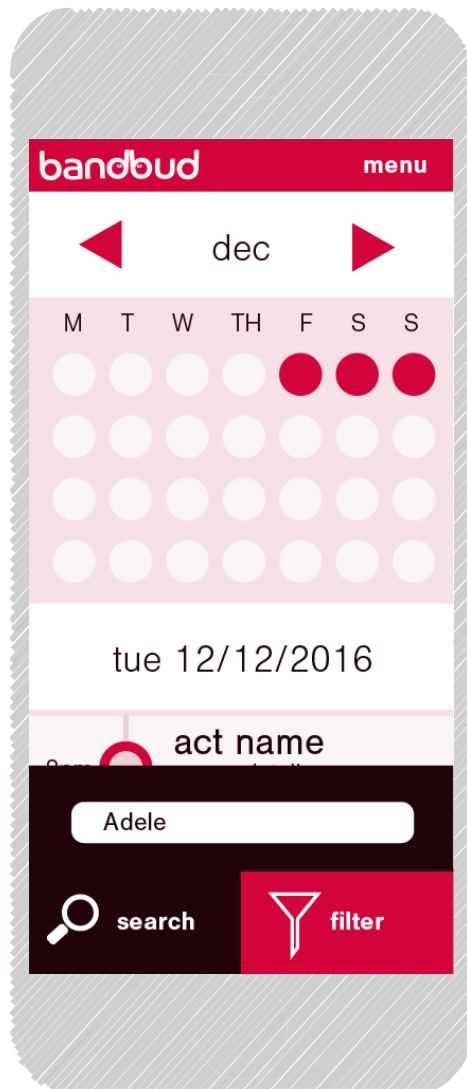 bandbud menu
dec
M T W TH F S S
tue 12/12/2016
act name
Adele
search filter